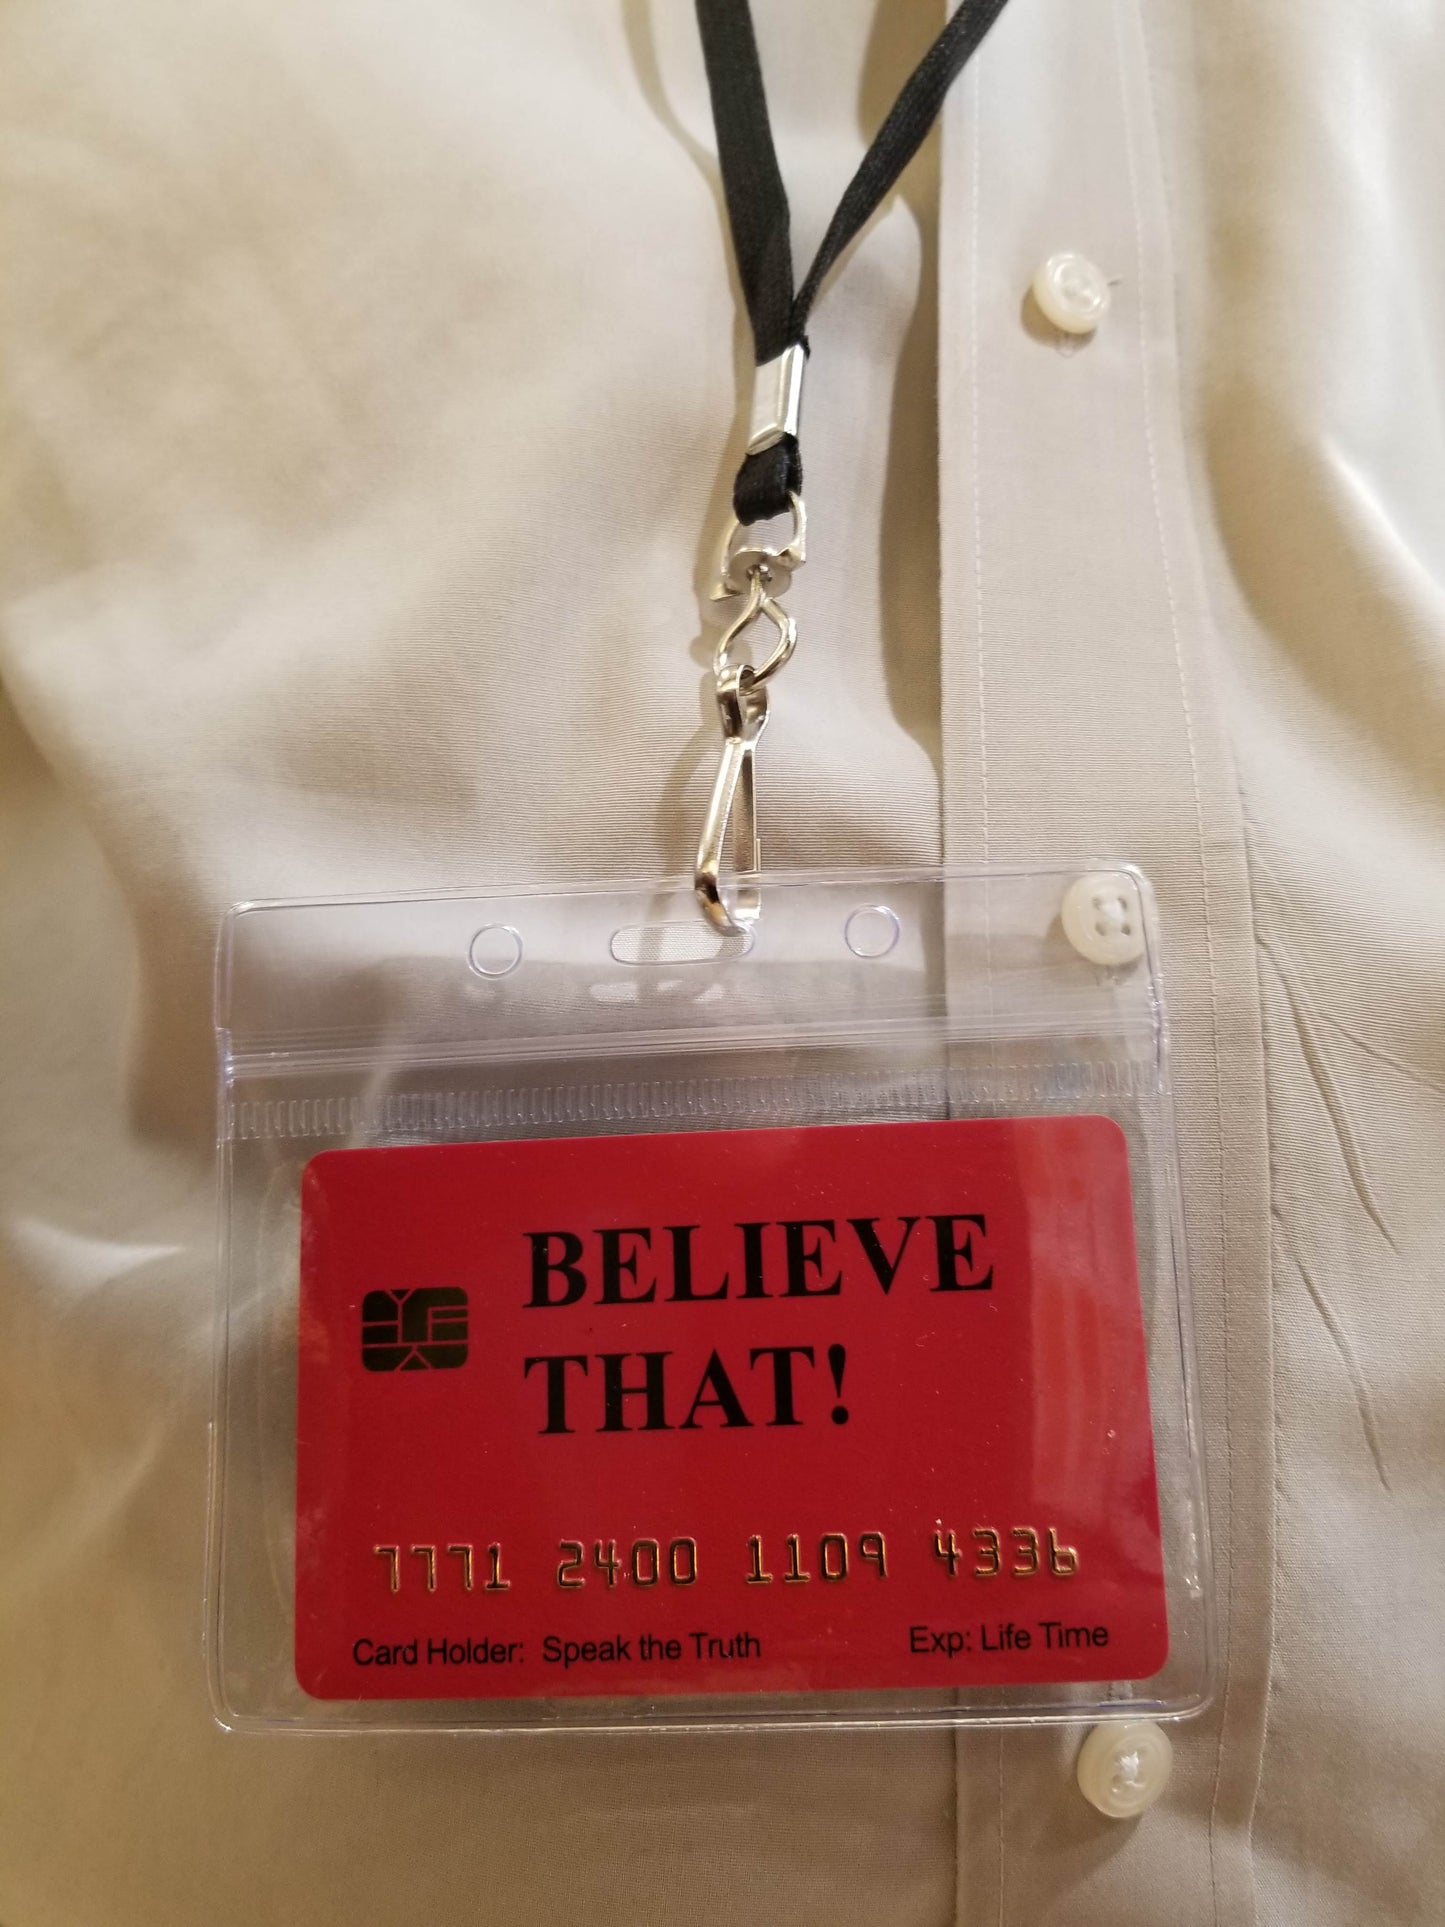 BELIEVE
THAT!
7771 2400 1109 4336
Card Holder: Speak the Truth Exp: Life Time